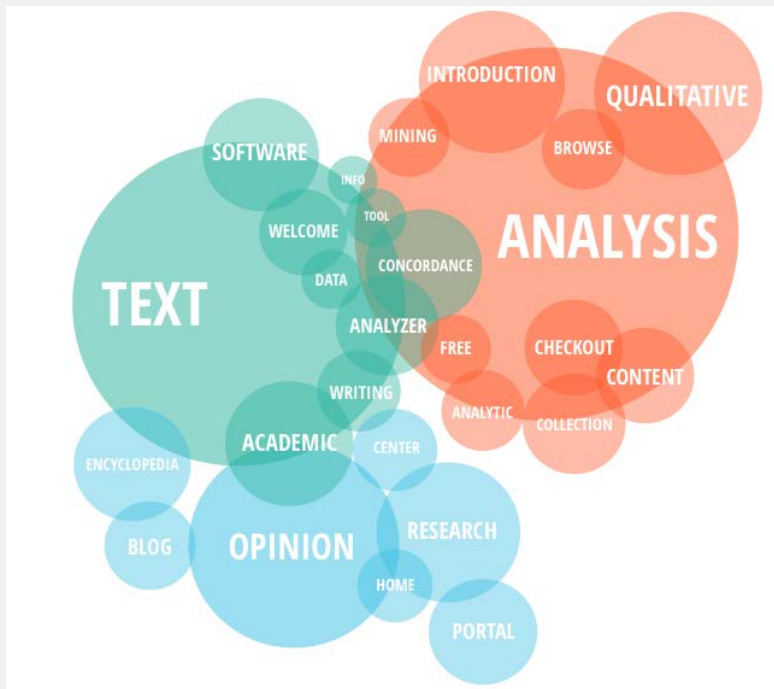 INTRODUCTION
QUALITATIVE
MINING
BROWSE
SOFTWARE
INFO
TOOL
WELCOME
ANALYSIS
CONCORDANCE
DATA
TEXT
ANALYZER
FREE
CHECKOUT
CONTENT
WRITING
ANALYTIC
COLLECTION
ACADEMIC
CENTER
ENCYCLOPEDIA
RESEARCH
BLOG
OPINION
HOME
PORTAL